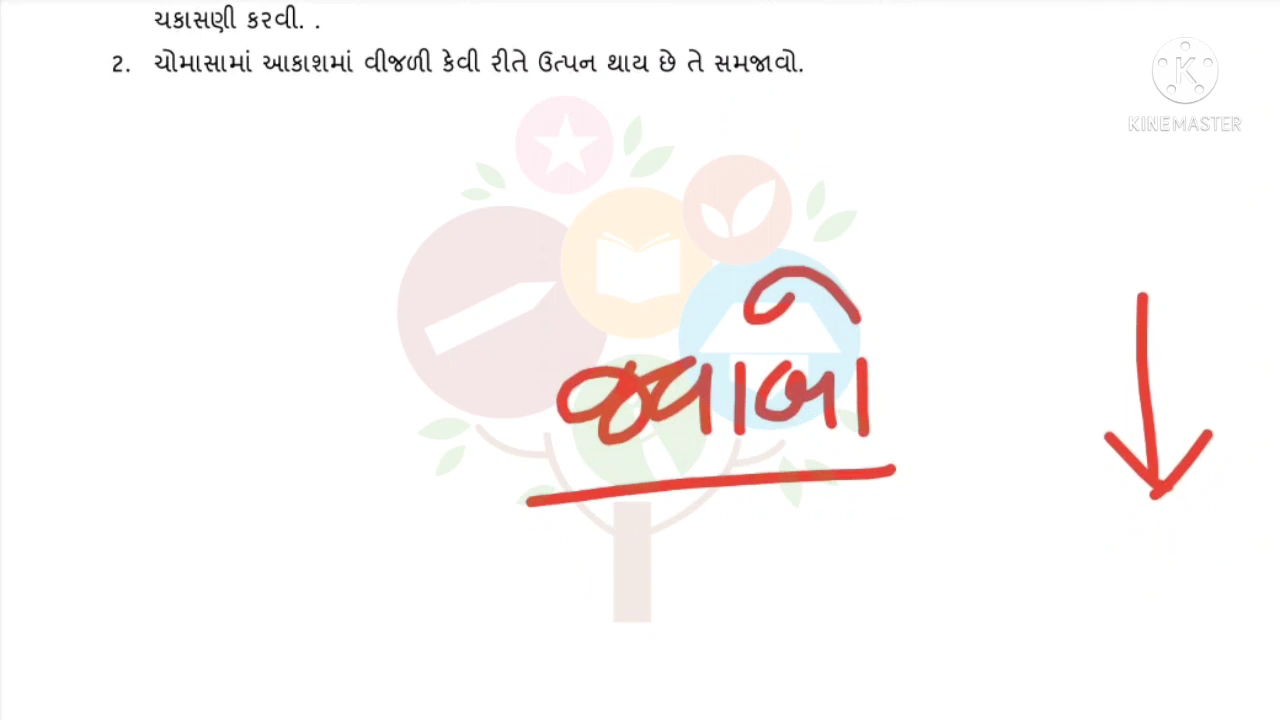 ચકાસણી કરવી. .
2. ચોમાસામાં આકાશમાં વીજળી કેવી રીતે ઉત્પન થાય છે તે સમજાવો.
K
KINEMASTER
જવાબો